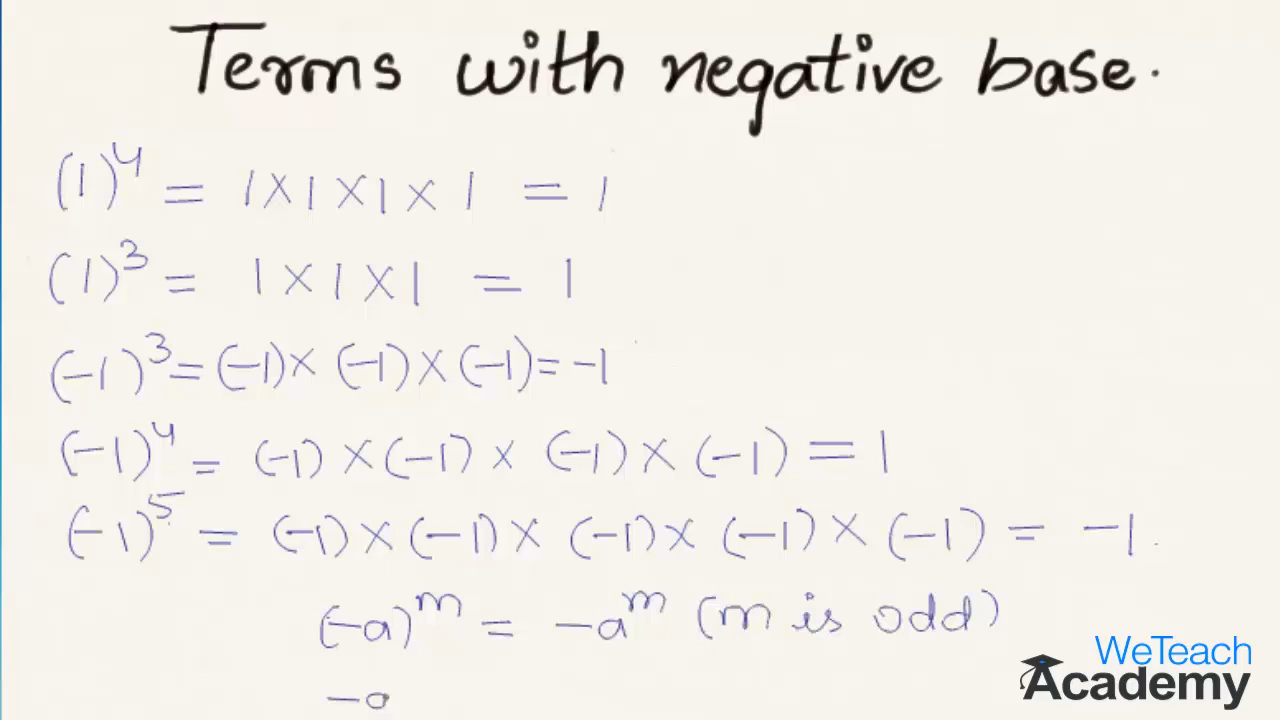 Terms with negative base.
(1)⁴ = 1 × 1 × 1 × 1 = 1
(1)³ = 1 × 1 × 1 = 1
(-1)³ = (-1) × (-1) × (-1) = -1
(-1)⁴ = (-1) × (-1) × (-1) × (-1) = 1
(-1)⁵ = (-1) × (-1) × (-1) × (-1) × (-1) = -1
(-a)ᵐ = -aᵐ (m is odd)
-a
WeTeach
Academy